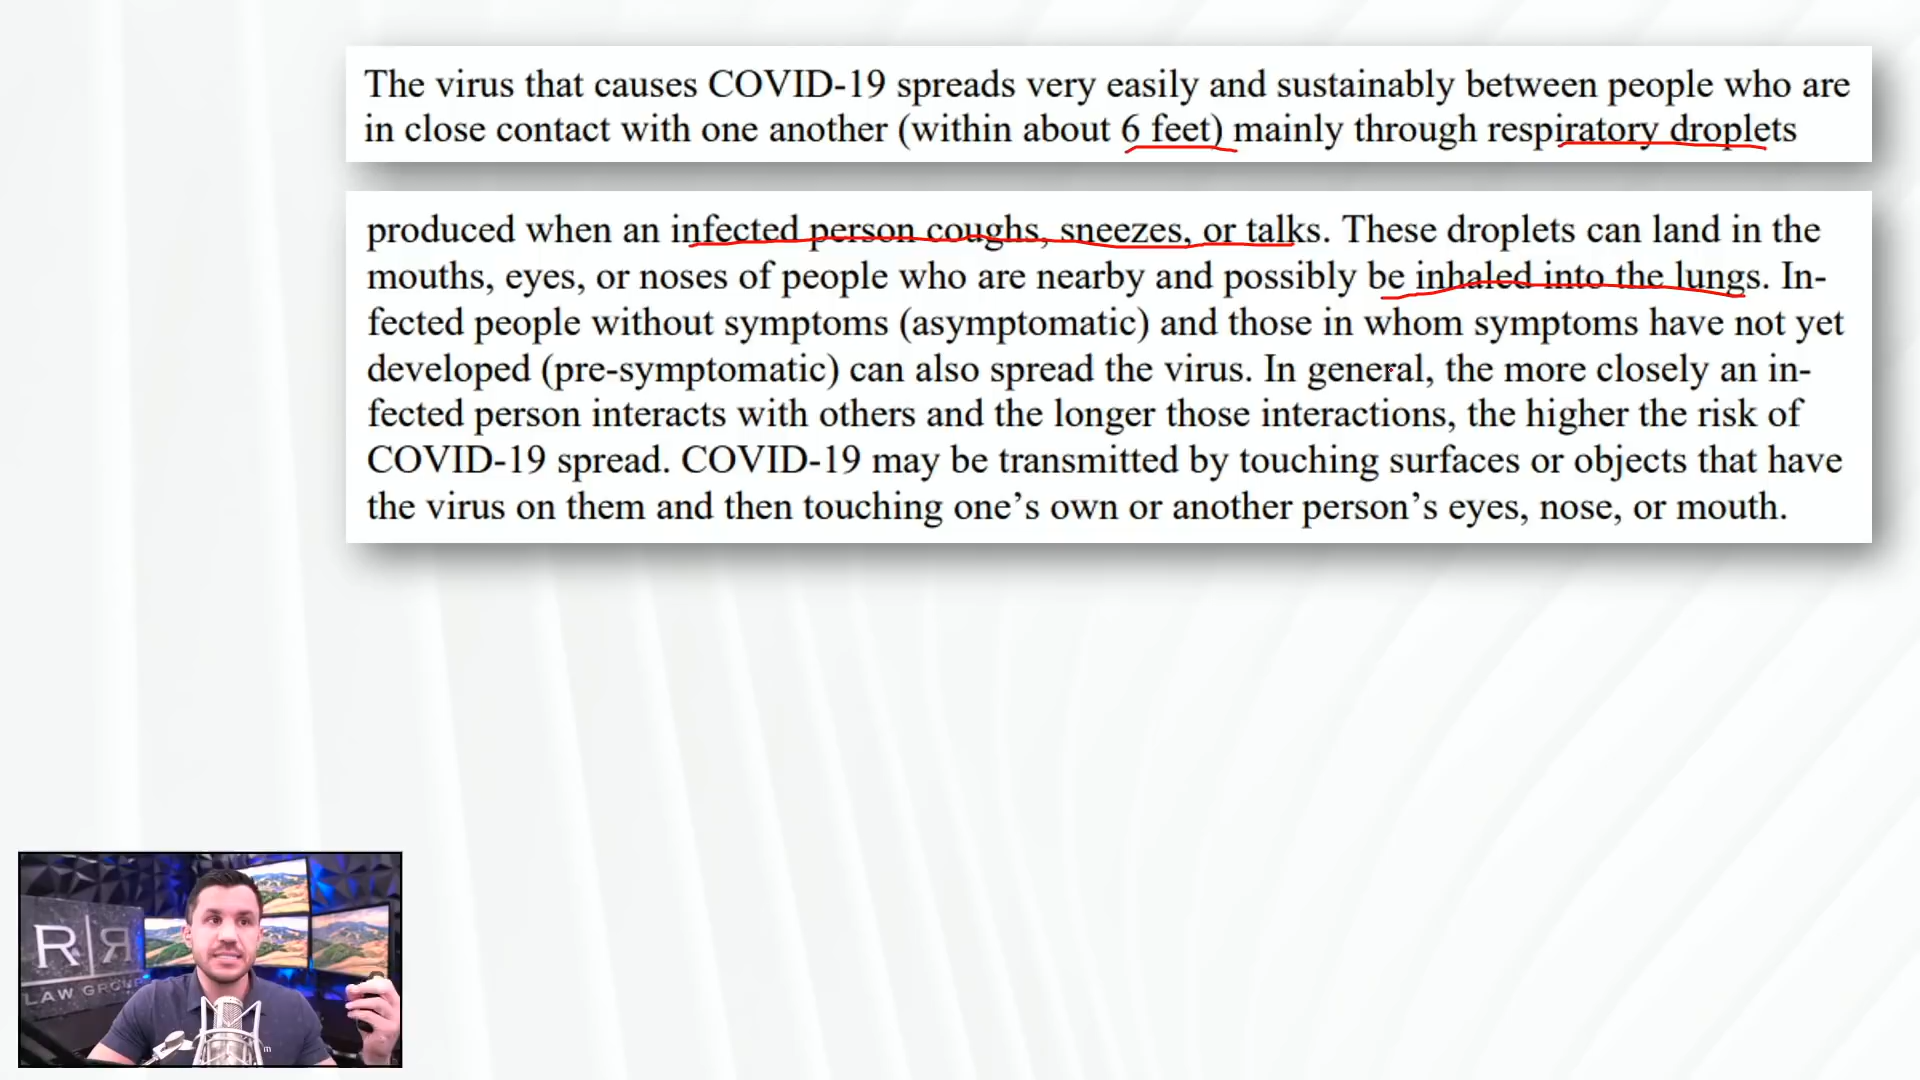 The virus that causes COVID-19 spreads very easily and sustainably between people who are
in close contact with one another (within about 6 feet) mainly through respiratory droplets
produced when an infected person coughs, sneezes, or talks. These droplets can land in the
mouths, eyes, or noses of people who are nearby and possibly be inhaled into the lungs. In-
fected people without symptoms (asymptomatic) and those in whom symptoms have not yet
developed (pre-symptomatic) can also spread the virus. In general, the more closely an in-
fected person interacts with others and the longer those interactions, the higher the risk of
COVID-19 spread. COVID-19 may be transmitted by touching surfaces or objects that have
the virus on them and then touching one’s own or another person’s eyes, nose, or mouth.
R|Я
LAW GROUP
m